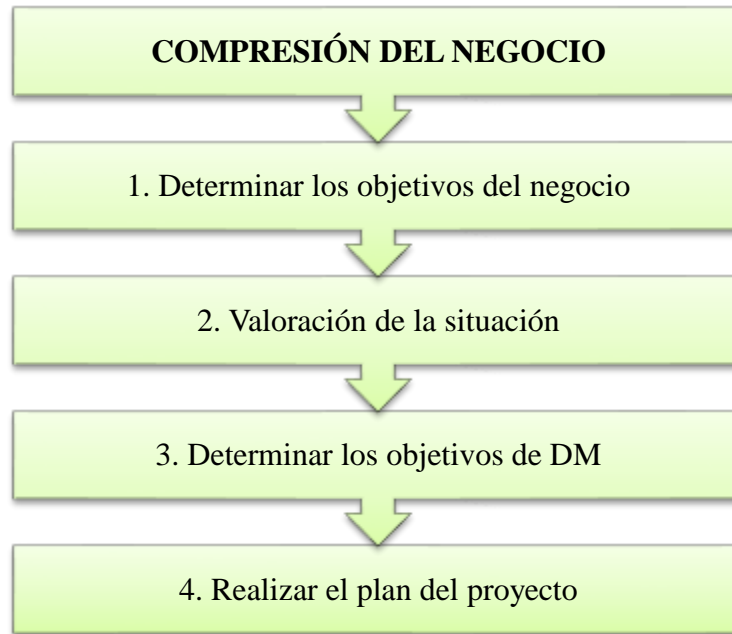 COMPRESIÓN DEL NEGOCIO
1. Determinar los objetivos del negocio
2. Valoración de la situación
3. Determinar los objetivos de DM
4. Realizar el plan del proyecto